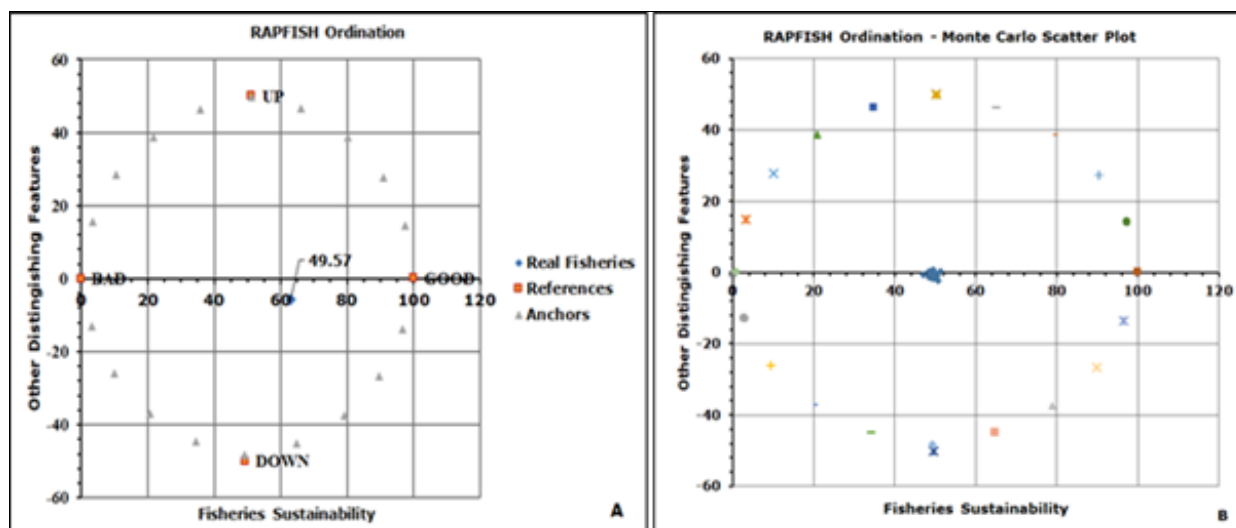 RAPFISH Ordination
60
40
20
0
-20
-40
-60
0 20 40 60 80 100 120
Other Distingishing Features
Fisheries Sustainability
UP
BAD
GOOD
DOWN
49.57
Real Fisheries
References
Anchors
A
RAPFISH Ordination - Monte Carlo Scatter Plot
60
40
20
0
-20
-40
-60
0 20 40 60 80 100 120
Other Distingishing Features
Fisheries Sustainability
B